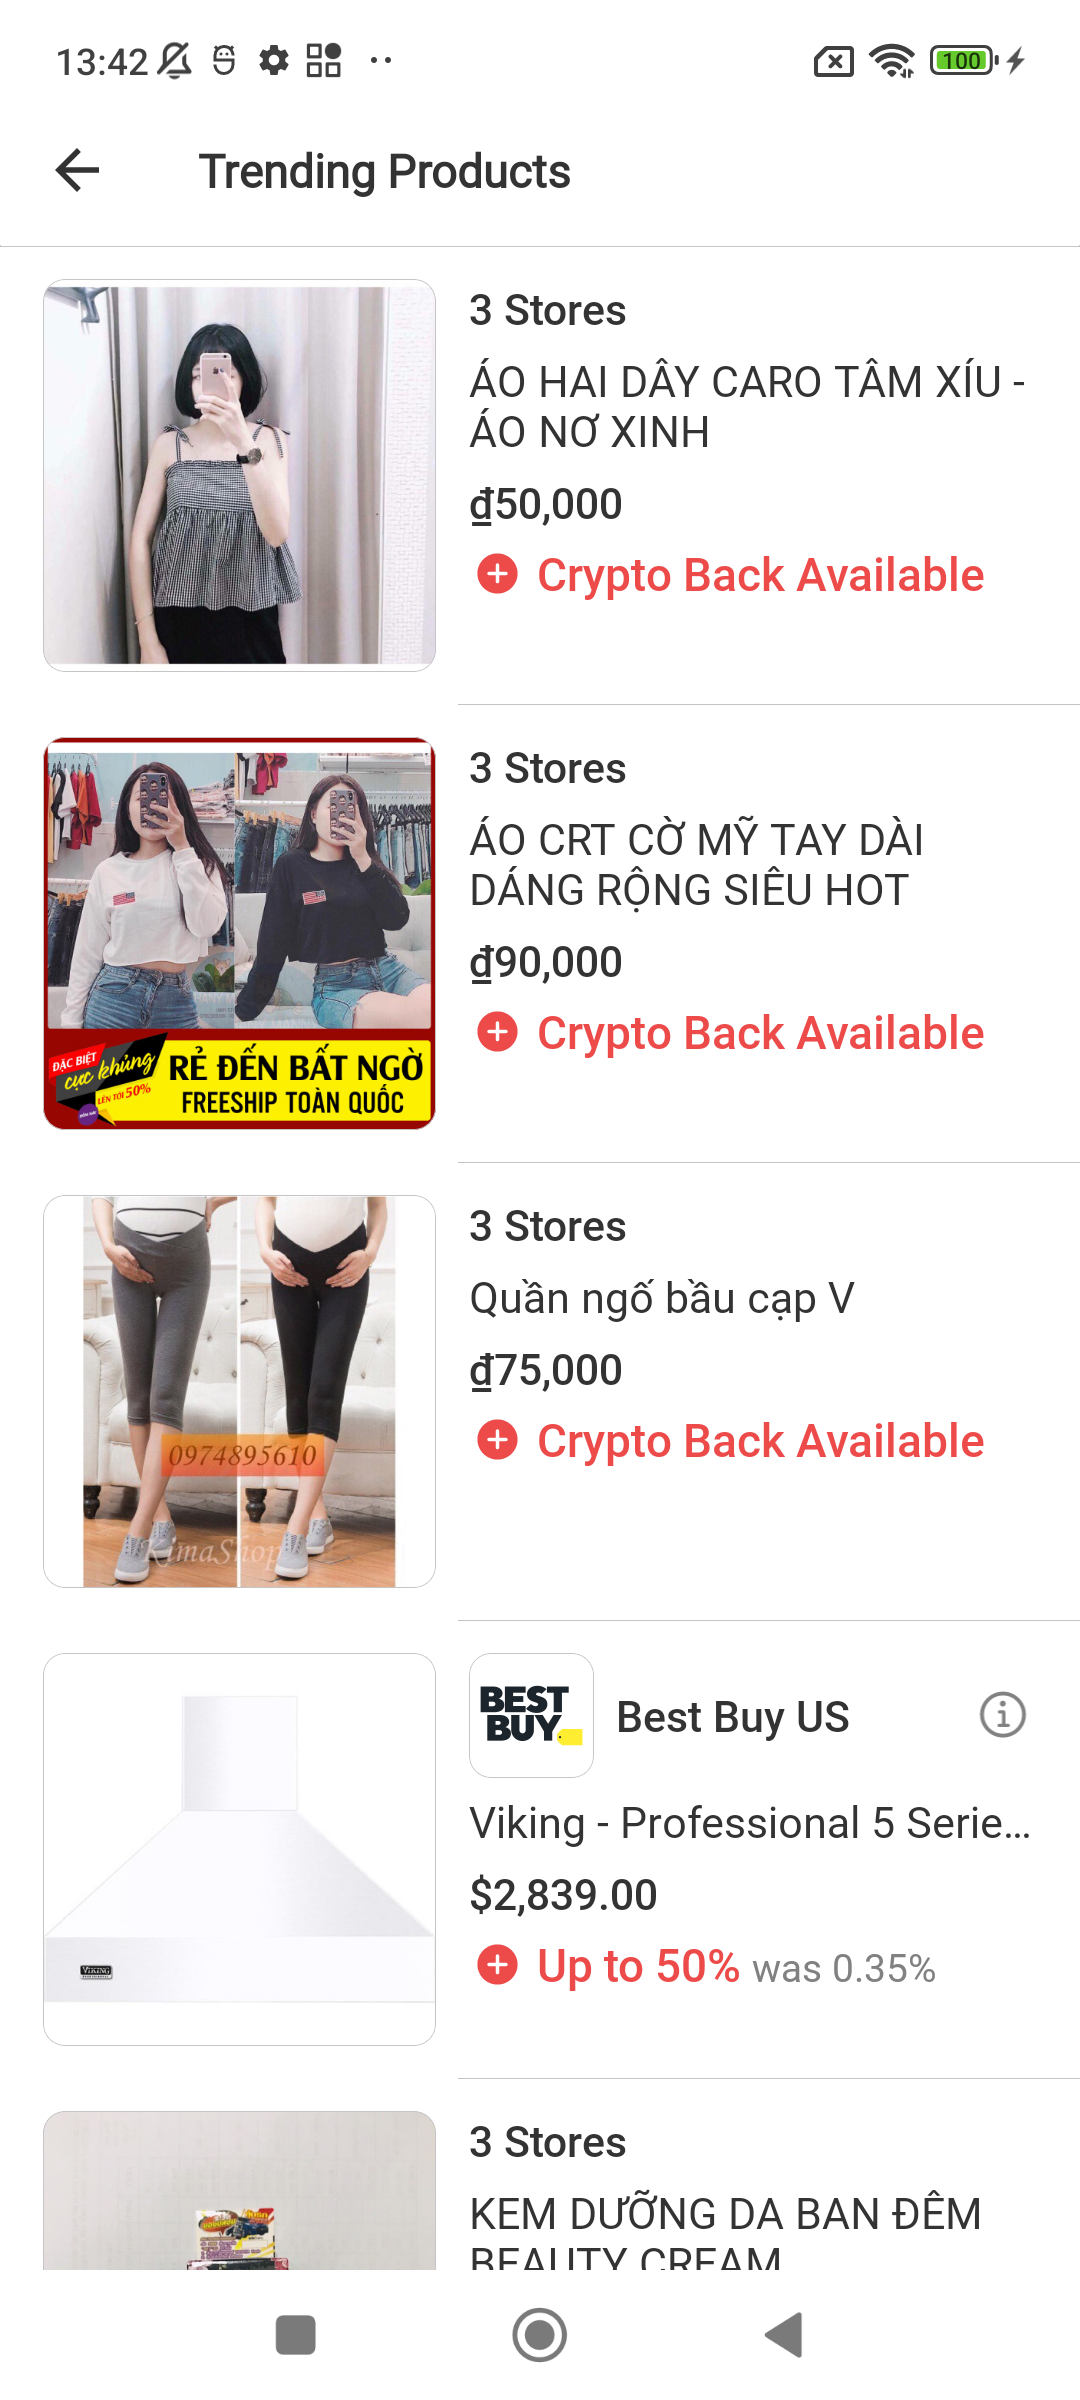 13:42
100
Trending Products
3 Stores
ÁO HAI DÂY CARO TÂM XÍU -
ÁO NƠ XINH
₫50,000
Crypto Back Available
3 Stores
ÁO CRT CỜ MỸ TAY DÀI
DÁNG RỘNG SIÊU HOT
₫90,000
Crypto Back Available
ĐẶC BIỆT
cực khủng
LÊN TỚI 50%
RẺ ĐẾN BẤT NGỜ
FREESHIP TOÀN QUỐC
3 Stores
Quần ngố bầu cạp V
₫75,000
Crypto Back Available
0974895610
KimaShop
BEST
BUY
Best Buy US
Viking - Professional 5 Serie...
$2,839.00
Up to 50% was 0.35%
VIKING
3 Stores
KEM DƯỠNG DA BAN ĐÊM
BEAUTY CREAM